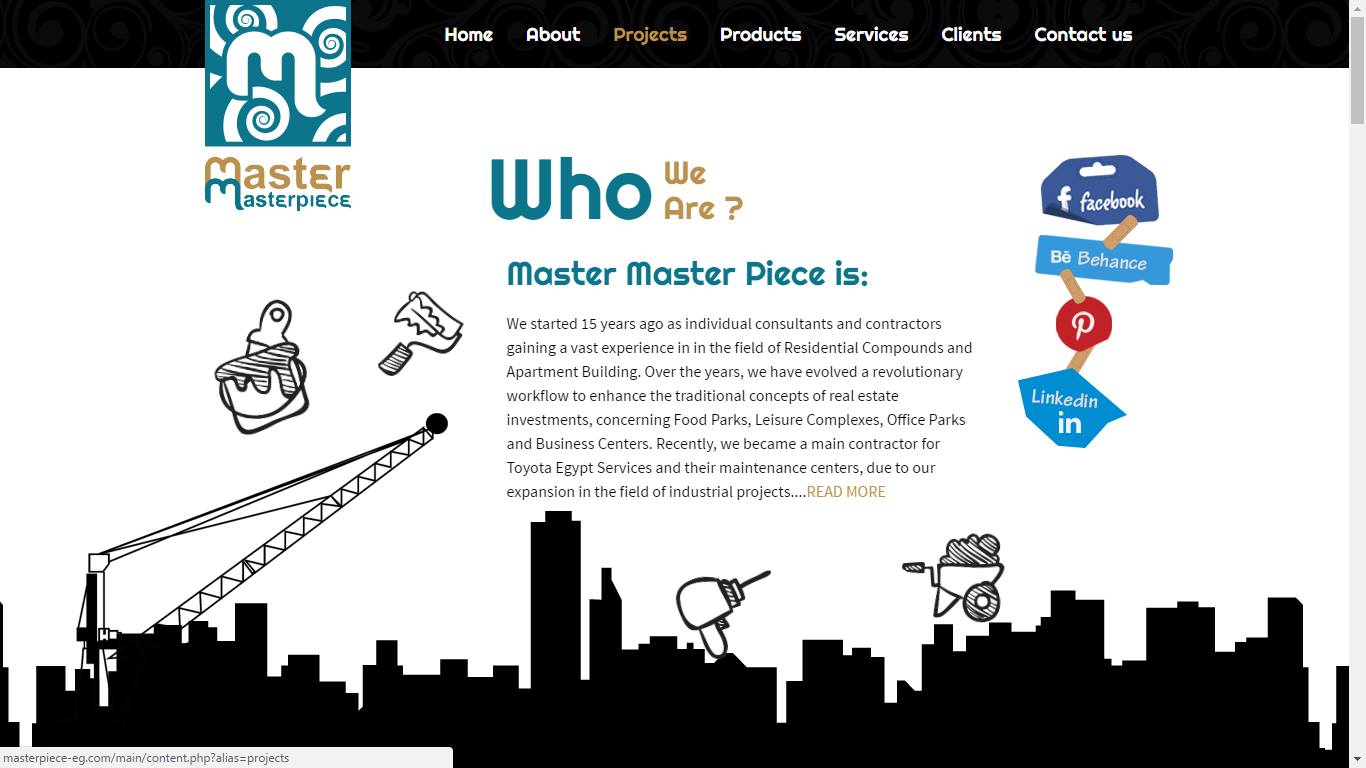 Home About Projects Products Services Clients Contact us
m
Master
Masterpiece
Who We
Are ?
Master Master Piece is:
We started 15 years ago as individual consultants and contractors
gaining a vast experience in in the field of Residential Compounds and
Apartment Building. Over the years, we have evolved a revolutionary
workflow to enhance the traditional concepts of real estate
investments, concerning Food Parks, Leisure Complexes, Office Parks
and Business Centers. Recently, we became a main contractor for
Toyota Egypt Services and their maintenance centers, due to our
expansion in the field of industrial projects....READ MORE
f facebook
Bē Behance
Linkedin
in
masterpiece-eg.com/main/content.php?alias=projects